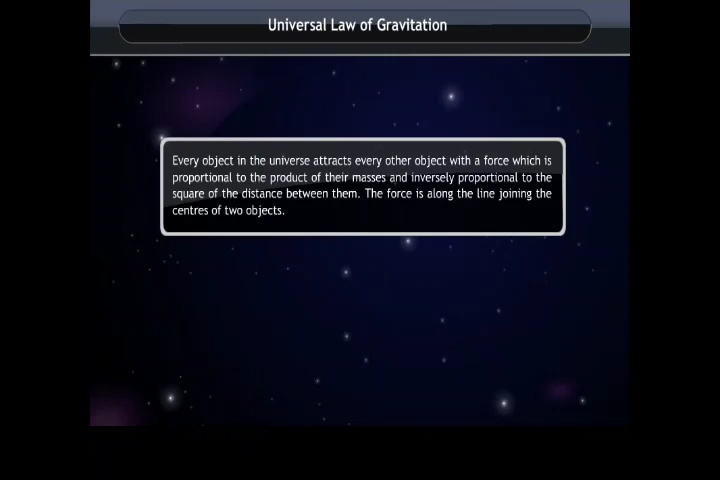 Universal Law of Gravitation
Every object in the universe attracts every other object with a force which is
proportional to the product of their masses and inversely proportional to the
square of the distance between them. The force is along the line joining the
centres of two objects.